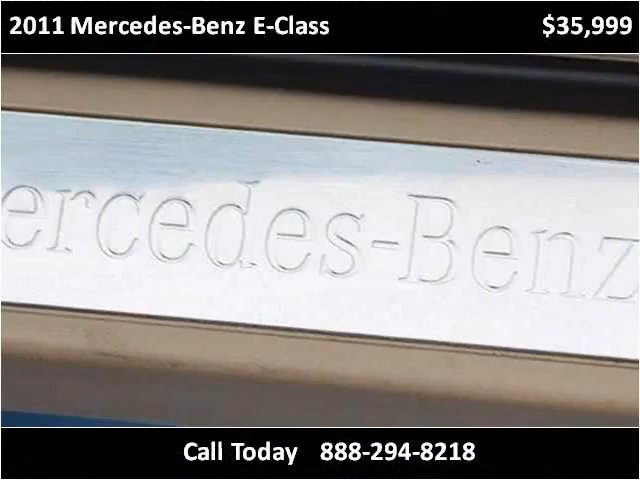 2011 Mercedes-Benz E-Class $35,999
ercedes-Benz
Call Today 888-294-8218